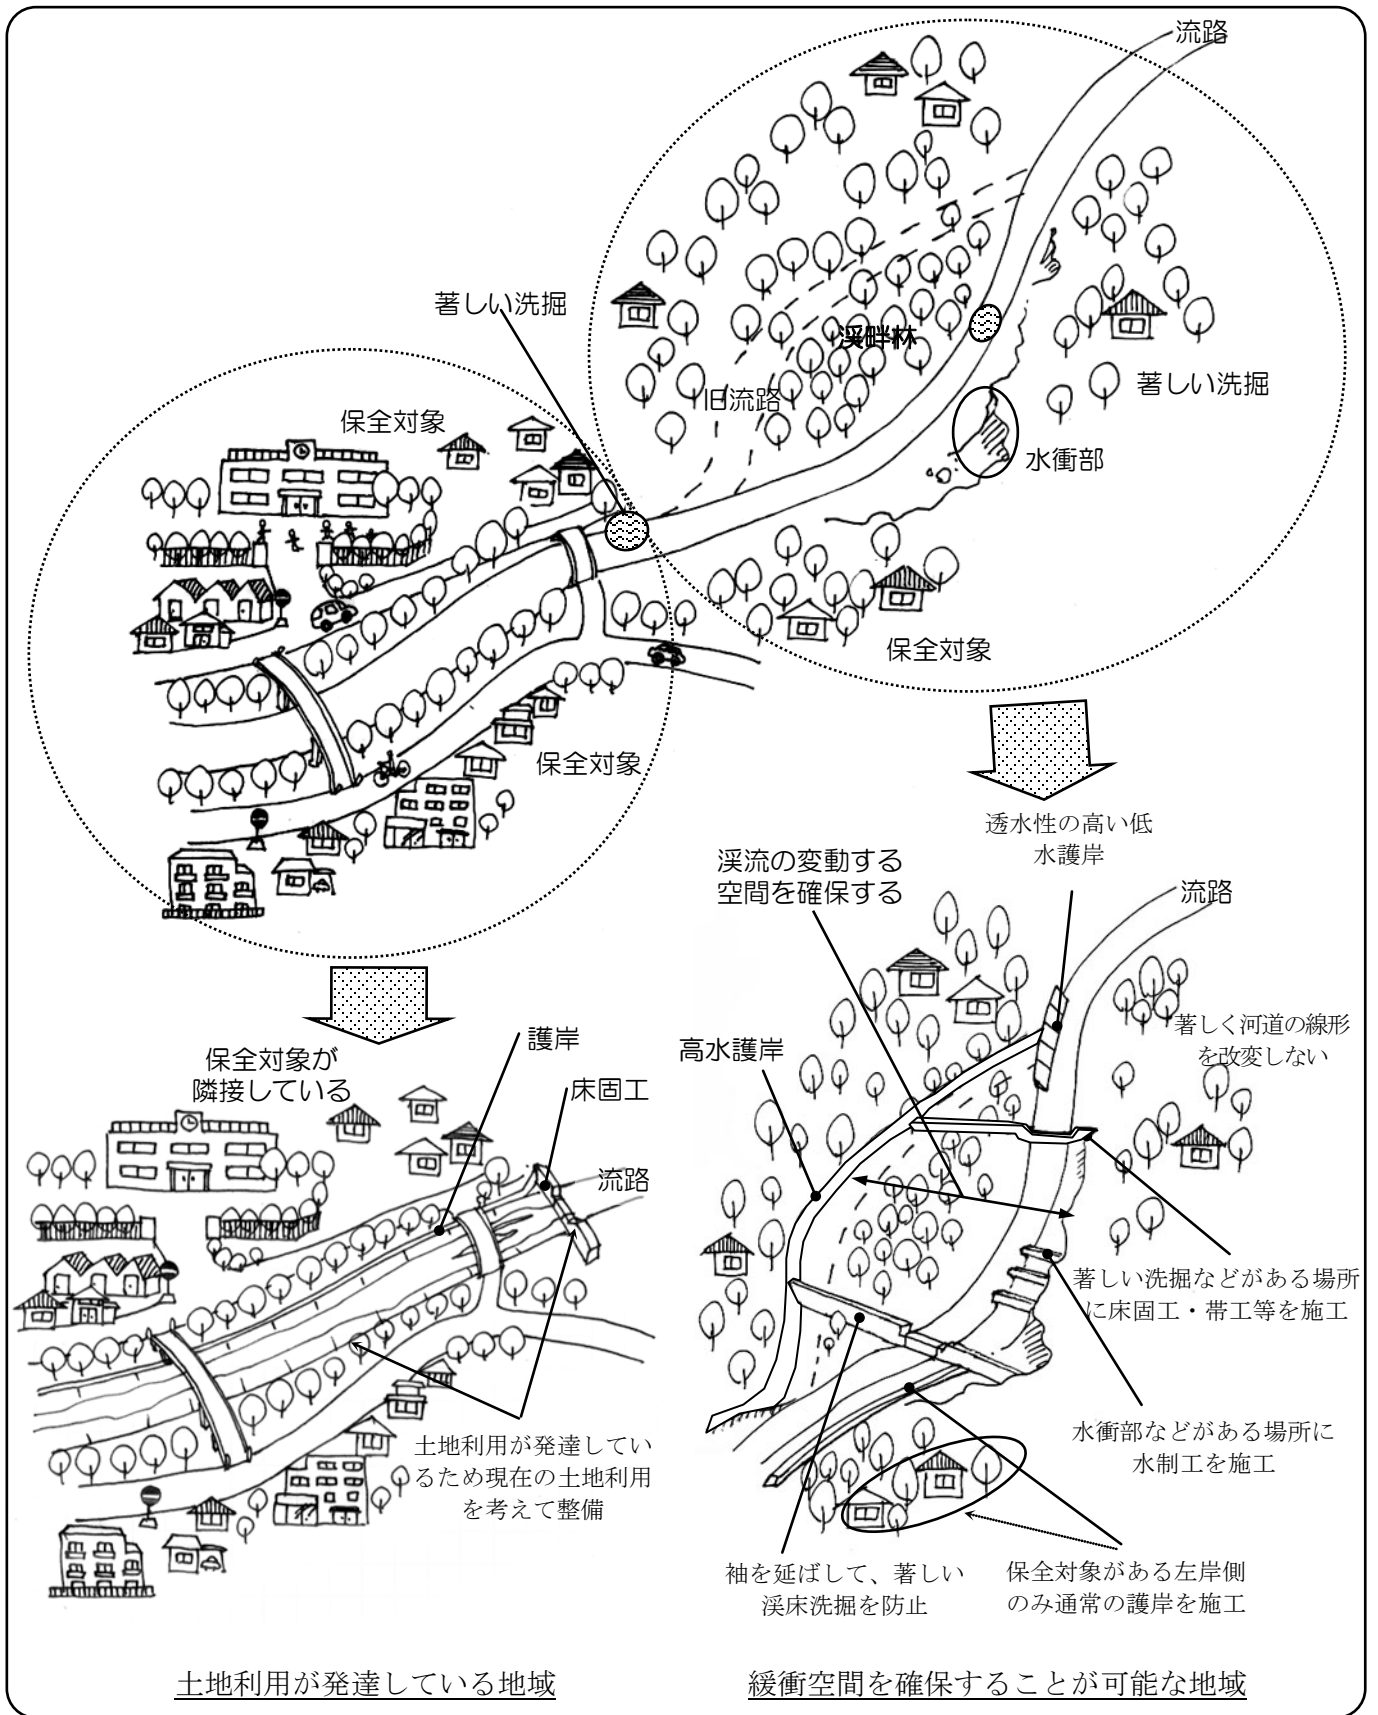 流路
著しい洗掘
渓畔林
旧流路
著しい洗掘
保全対象
水衝部
保全対象
保全対象
透水性の高い低
水護岸
渓流の変動する
空間を確保する
流路
護岸
高水護岸
著しく河道の線形
を改変しない
保全対象が
隣接している
床固工
流路
著しい洗掘などがある場所
に床固工・帯工等を施工
土地利用が発達してい
るため現在の土地利用
を考えて整備
水衝部などがある場所に
水制工を施工
袖を延ばして、著しい
渓床洗掘を防止
保全対象がある左岸側
のみ通常の護岸を施工
土地利用が発達している地域
緩衝空間を確保することが可能な地域